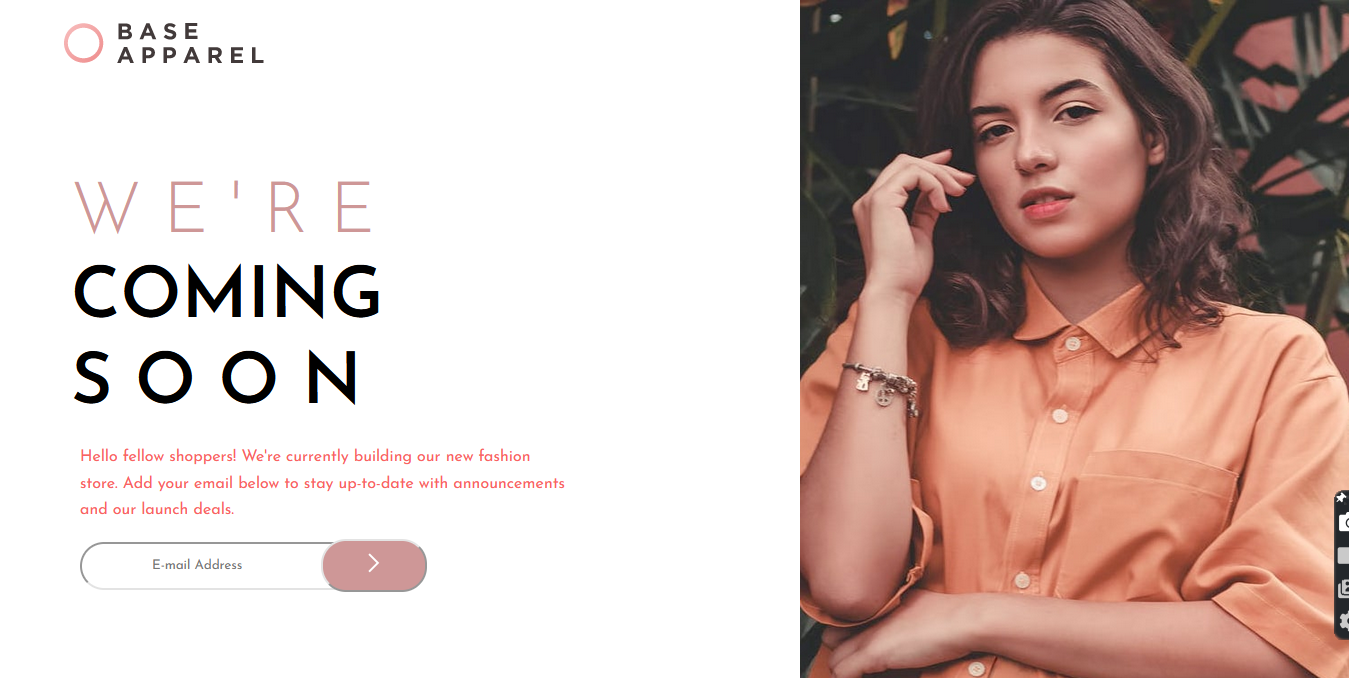 BASE
APPAREL
WE'RE
COMING
SOON
Hello fellow shoppers! We're currently building our new fashion
store. Add your email below to stay up-to-date with announcements
and our launch deals.
E-mail Address